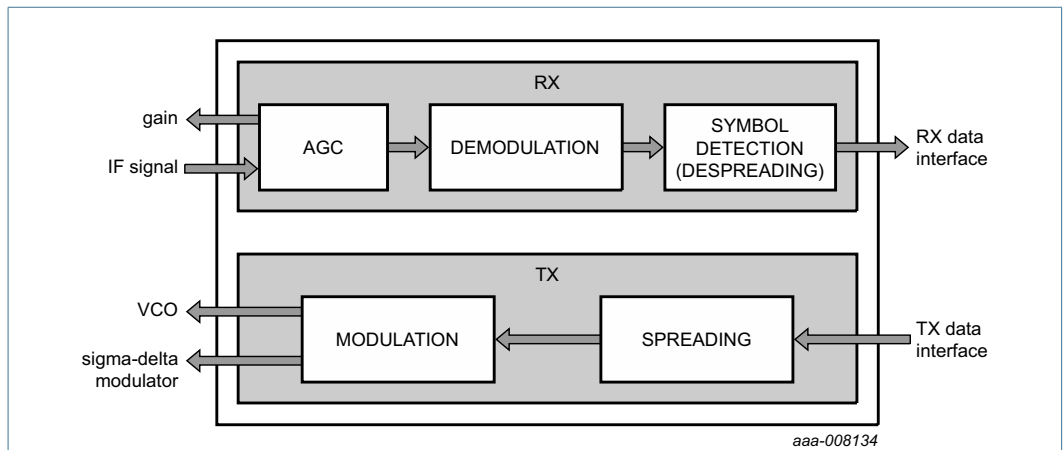 RX
gain
IF signal
AGC
DEMODULATION
SYMBOL
DETECTION
(DESPREADING)
RX data
interface
TX
VCO
sigma-delta
modulator
MODULATION
SPREADING
TX data
interface
aaa-008134